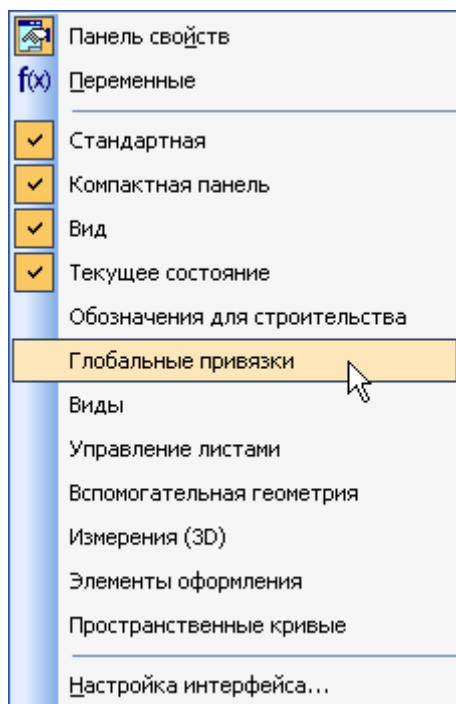 Панель свойств
f(x) Переменные
Стандартная
Компактная панель
Вид
Текущее состояние
Обозначения для строительства
Глобальные привязки
Виды
Управление листами
Вспомогательная геометрия
Измерения (3D)
Элементы оформления
Пространственные кривые
Настройка интерфейса...